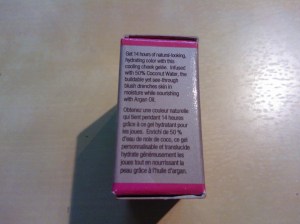 Get 14 hours of natural-looking,
hydrating color with this
cooling cheek gelée. Infused
with 50% Coconut Water, the
buildable yet use-through
blush drenches skin in
moisture while nourishing with
Argan Oil.
Obtenez une couleur naturelle
qui tient pendant 14 heures
grâce à ce gel hydratant pour
les joues. Enrichi de 50 %
d'eau de noix de coco, ce gel
personnalisable et translucide
hydrate généreusement les
joues tout en nourrissant la
peau grâce à l'huile d'argan.